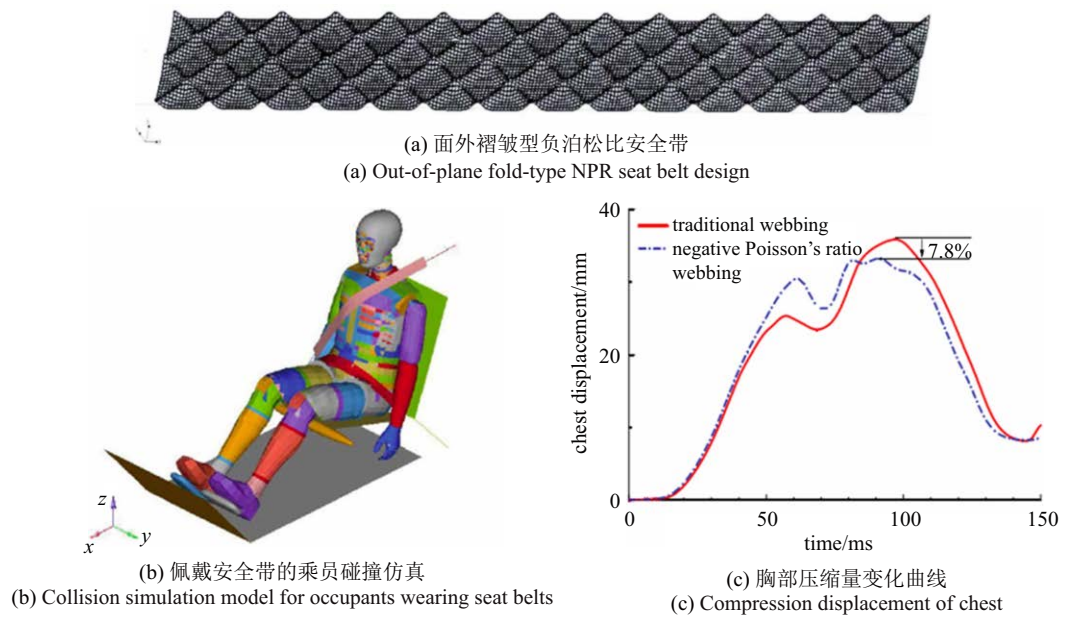 (a) 面外褶皱型负泊松比安全带
(a) Out-of-plane fold-type NPR seat belt design
z
x
y
(b) 佩戴安全带的乘员碰撞仿真
(b) Collision simulation model for occupants wearing seat belts
40
traditional webbing
negative Poisson's ratio
webbing
7.8%
chest displacement/mm
20
0
0
50
100
150
time/ms
(c) 胸部压缩量变化曲线
(c) Compression displacement of chest